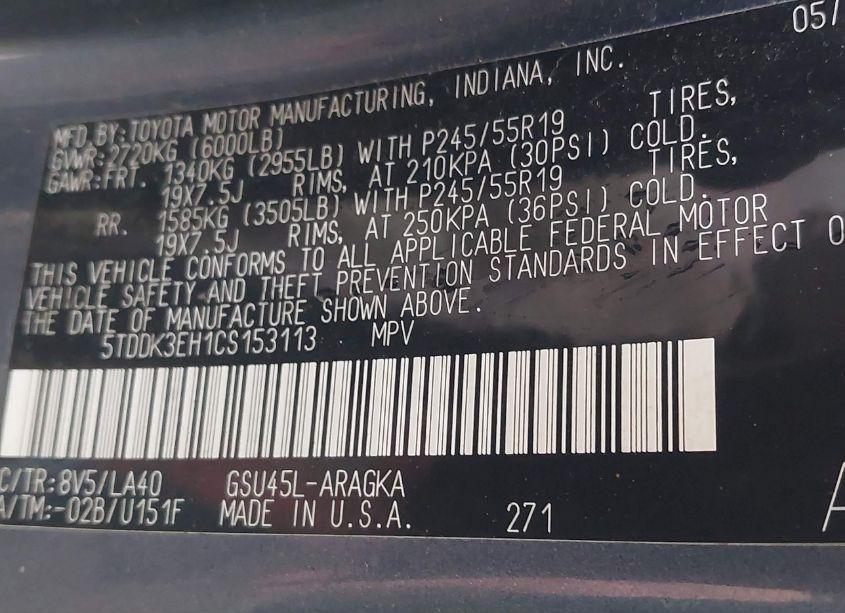 05/
MFD BY:TOYOTA MOTOR MANUFACTURING, INDIANA, INC.
GVWR:2720KG (6000LB)
GAWR:FRT. 1340KG (2955LB) WITH P245/55R19 TIRES,
19X7.5J RIMS, AT 210KPA (30PSI) COLD.
RR. 1585KG (3505LB) WITH P245/55R19 TIRES,
19X7.5J RIMS, AT 250KPA (36PSI) COLD.
THIS VEHICLE CONFORMS TO ALL APPLICABLE FEDERAL MOTOR
VEHICLE SAFETY AND THEFT PREVENTION STANDARDS IN EFFECT O
THE DATE OF MANUFACTURE SHOWN ABOVE.
5TDDK3EH1CS153113 MPV
C/TR:8V5/LA40 GSU45L-ARAGKA
A/TM:-02B/U151F MADE IN U.S.A. 271
A